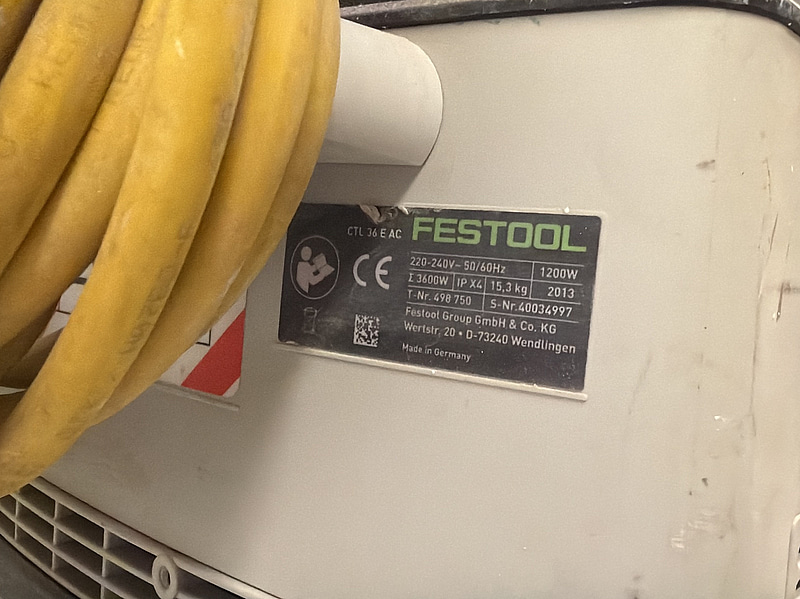 CTL 36 E AC FESTOOL
220-240V~ 50/60Hz 1200W
Σ 3600W IP X4 15,3 kg 2013
T-Nr. 498 750 S-Nr. 40034997
Festool Group GmbH & Co. KG
Wertstr. 20 • D-73240 Wendlingen
Made in Germany
CE